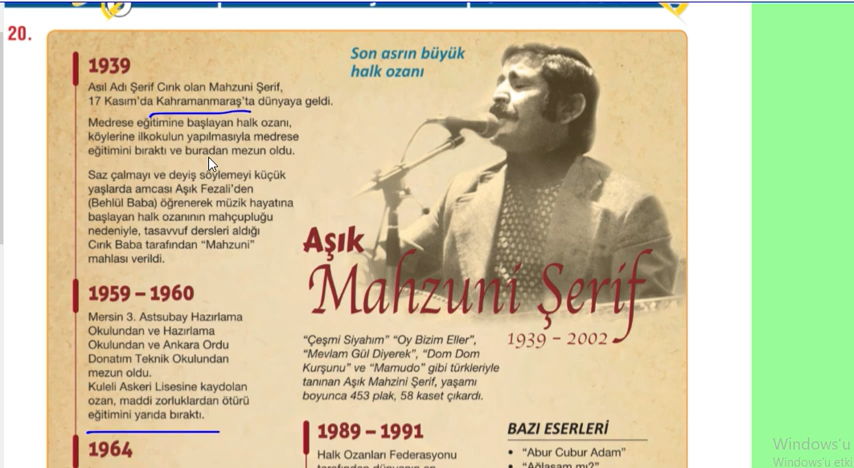 20.
Son asrın büyük
halk ozanı
1939
Asıl Adı Şerif Cırık olan Mahzuni Şerif,
17 Kasım'da Kahramanmaraş'ta dünyaya geldi.
Medrese eğitimine başlayan halk ozanı,
köylerine ilkokulun yapılmasıyla medrese
eğitimini bıraktı ve buradan mezun oldu.
Saz çalmayı ve deyiş söylemeyi küçük
yaşlarda amcası Aşık Fezali'den
(Behlül Baba) öğrenerek müzik hayatına
başlayan halk ozanının mahçupluğu
nedeniyle, tasavvuf dersleri aldığı
Cırık Baba tarafından “Mahzuni”
mahlası verildi.
1959 – 1960
Mersin 3. Astsubay Hazırlama
Okulundan ve Hazırlama
Okulundan ve Ankara Ordu
Donatım Teknik Okulundan
mezun oldu.
Kuleli Askeri Lisesine kaydolan
ozan, maddi zorluklardan ötürü
eğitimini yarıda bıraktı.
1964
Aşık
Mahzuni Şerif
1939 – 2002
“Çeşmi Siyahım” “Oy Bizim Eller”,
“Mevlam Gül Diyerek”, “Dom Dom
Kurşunu” ve “Mamudo” gibi türkleriyle
tanınan Aşık Mahzini Şerif, yaşamı
boyunca 453 plak, 58 kaset çıkardı.
1989 – 1991
Halk Ozanları Federasyonu
BAZI ESERLERİ
• “Abur Cubur Adam”
• “Ağlasam mı?”
Windows'u
Windows'u etki